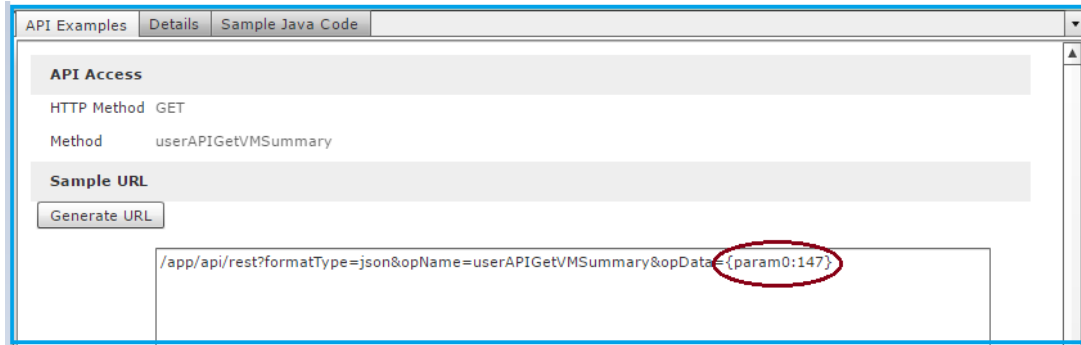 API Examples Details Sample Java Code
API Access
HTTP Method GET
Method userAPIGetVMSummary
Sample URL
Generate URL
/app/api/rest?formatType=json&opName=userAPIGetVMSummary&opData={param0:147}